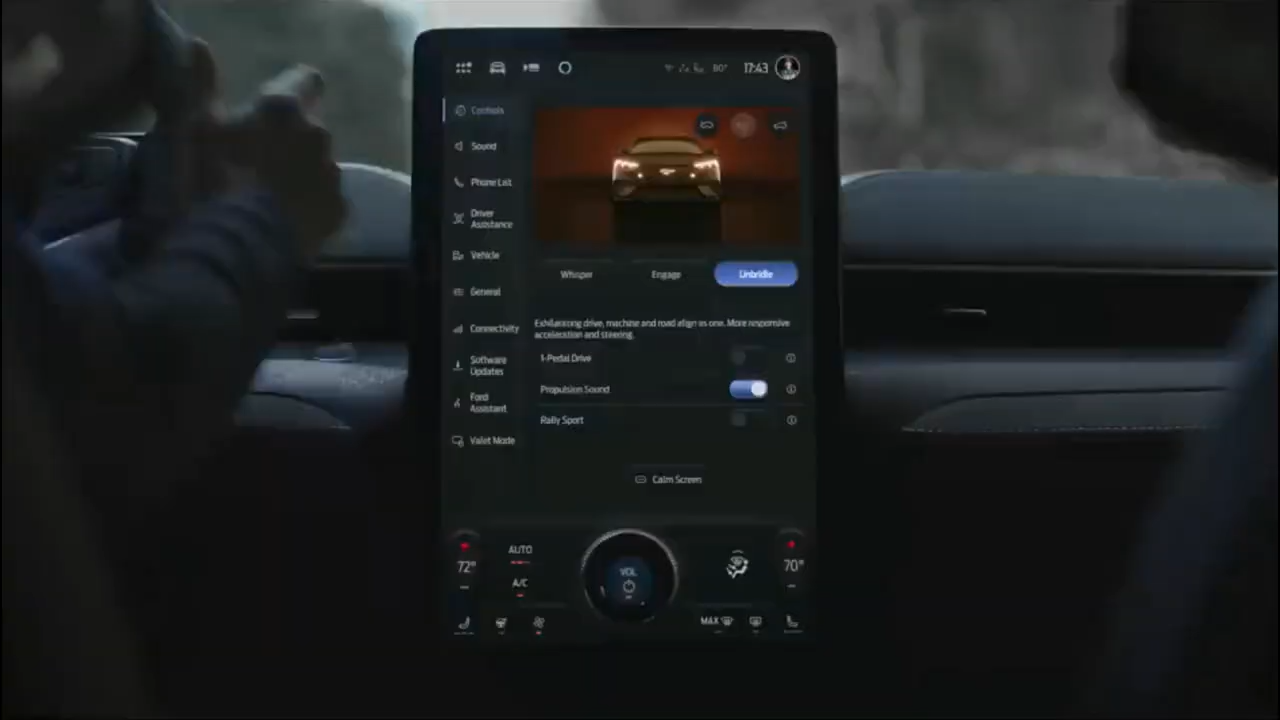 80°
17:43
Controls
Sound
Phone List
Driver
Assistance
Vehicle
General
Connectivity
Software
Updates
Ford
Assistant
Valet Mode
Whisper
Engage
Unbridle
Exhilarating drive, machine and road align as one. More responsive
acceleration and steering.
1-Pedal Drive
Propulsion Sound
Rally Sport
Calm Screen
72°
AUTO
A/C
VOL
70°
MAX